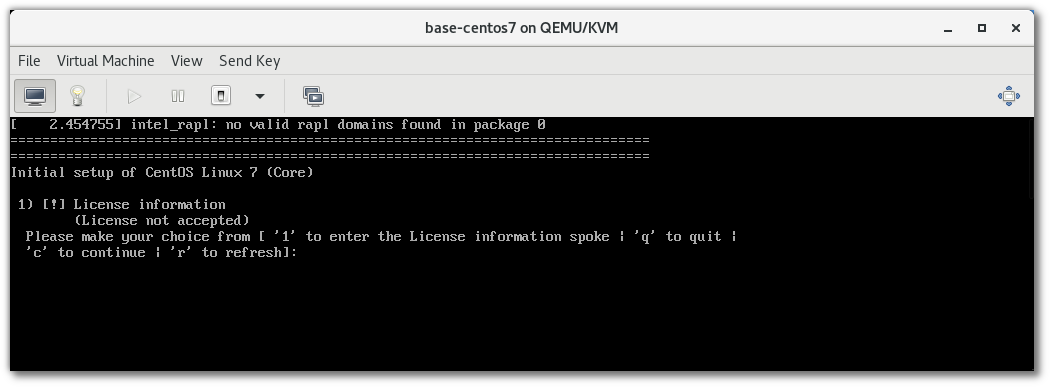 base-centos7 on QEMU/KVM
File Virtual Machine View Send Key
[    2.454755] intel_rapl: no valid rapl domains found in package 0
================================================================================
================================================================================
Initial setup of CentOS Linux 7 (Core)
 1) [!] License information
        (License not accepted)
  Please make your choice from [ '1' to enter the License information spoke | 'q' to quit |
  'c' to continue | 'r' to refresh]: